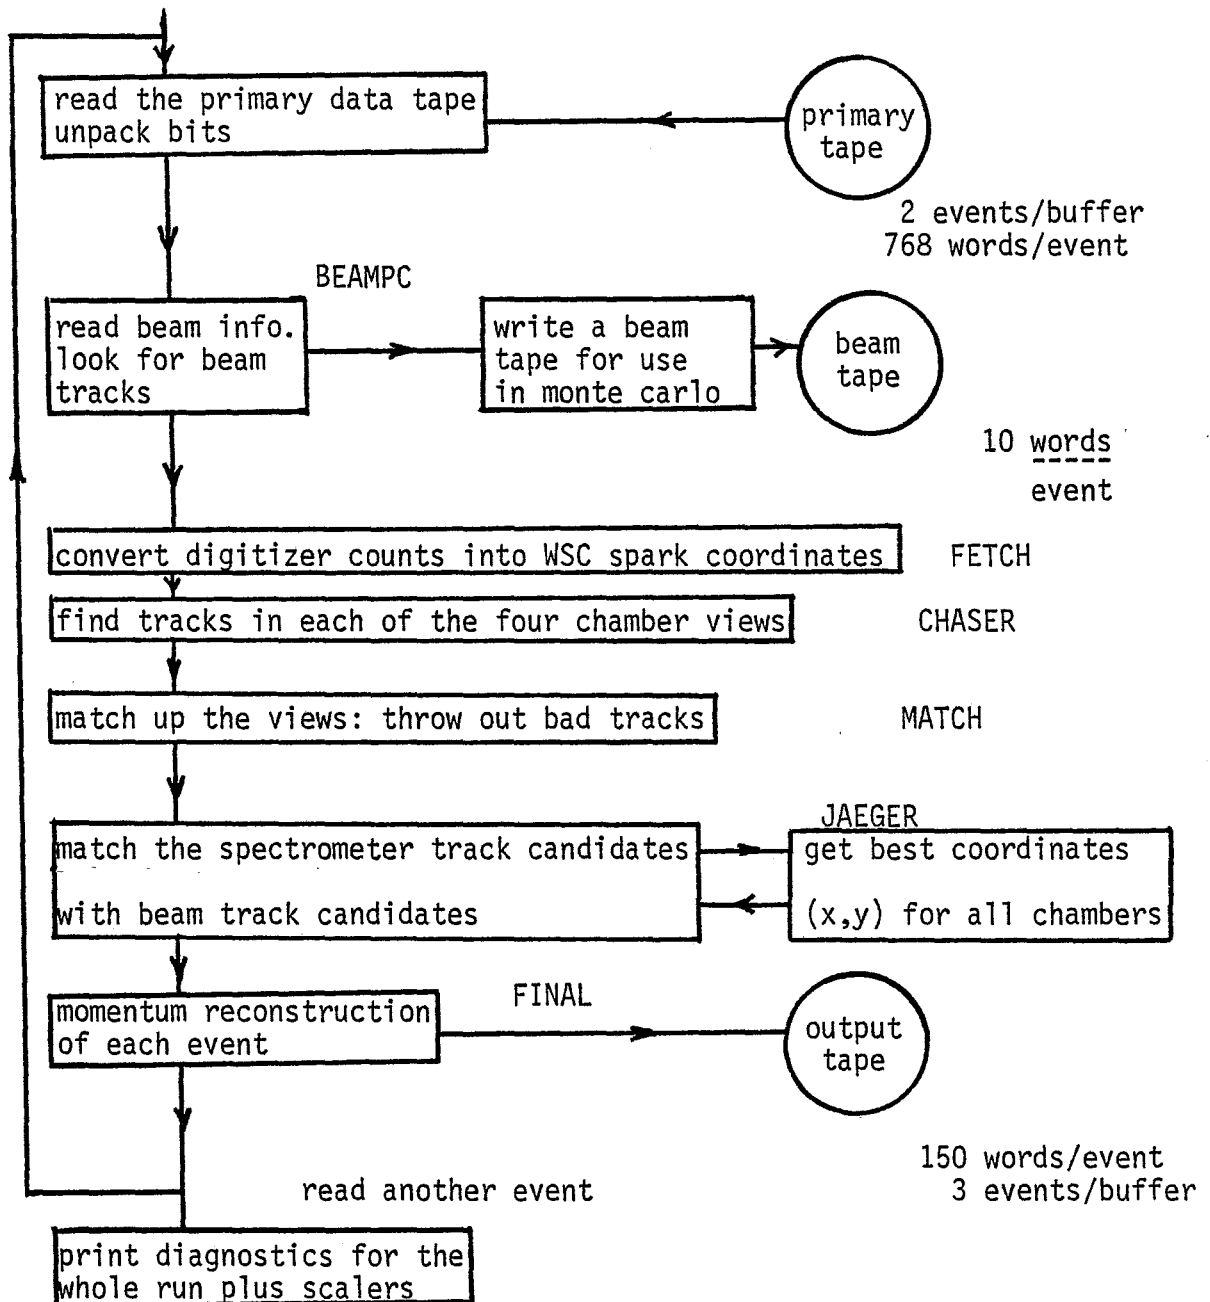 read the primary data tape
unpack bits
primary
tape
2 events/buffer
768 words/event
BEAMPC
read beam info.
look for beam
tracks
write a beam
tape for use
in monte carlo
beam
tape
10 words
event
convert digitizer counts into WSC spark coordinates
FETCH
find tracks in each of the four chamber views
CHASER
match up the views: throw out bad tracks
MATCH
match the spectrometer track candidates
with beam track candidates
JAEGER
get best coordinates
(x,y) for all chambers
momentum reconstruction
of each event
FINAL
output
tape
150 words/event
3 events/buffer
read another event
print diagnostics for the
whole run plus scalers